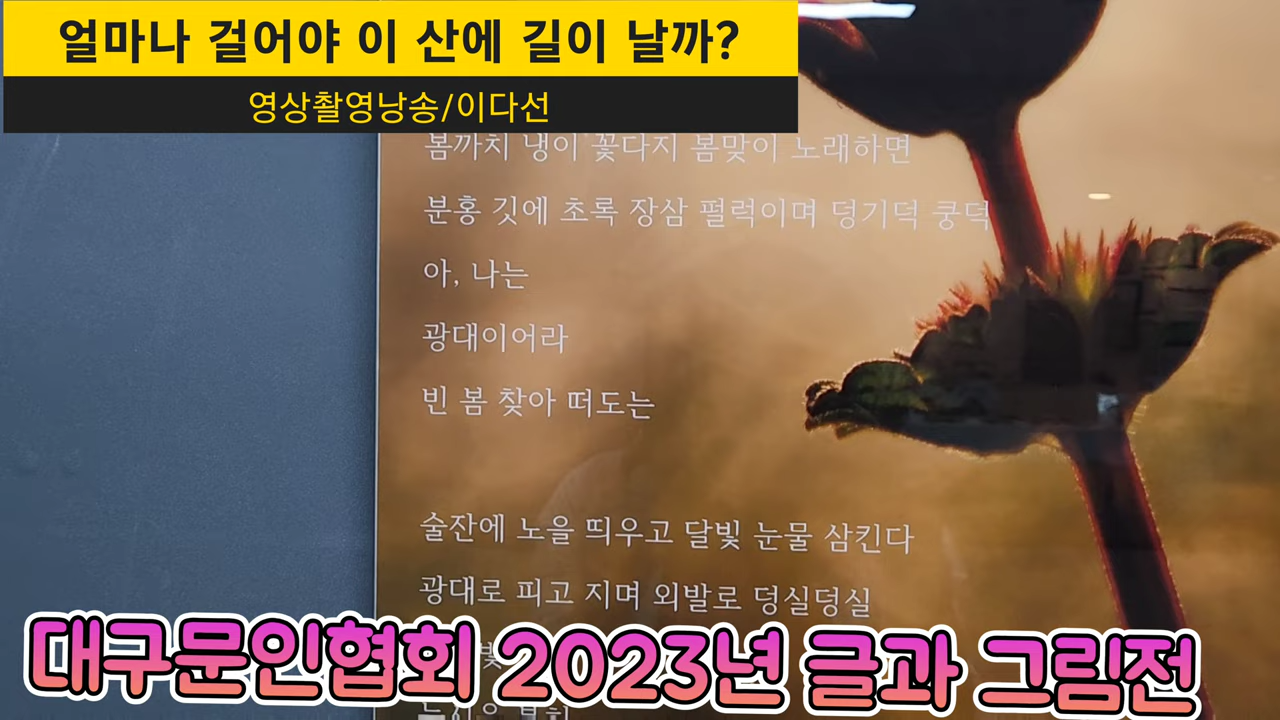 얼마나 걸어야 이 산에 길이 날까?
영상촬영낭송/이다선
봄까치 냉이 꽃다지 봄맞이 노래하면
분홍 깃에 초록 장삼 펄럭이며 덩기덕 쿵덕
아, 나는
광대이어라
빈 봄 찾아 떠도는
술잔에 노을 띄우고 달빛 눈물 삼킨다
광대로 피고 지며 외발로 덩실덩실
대구문인협회 2023년 글과 그림전